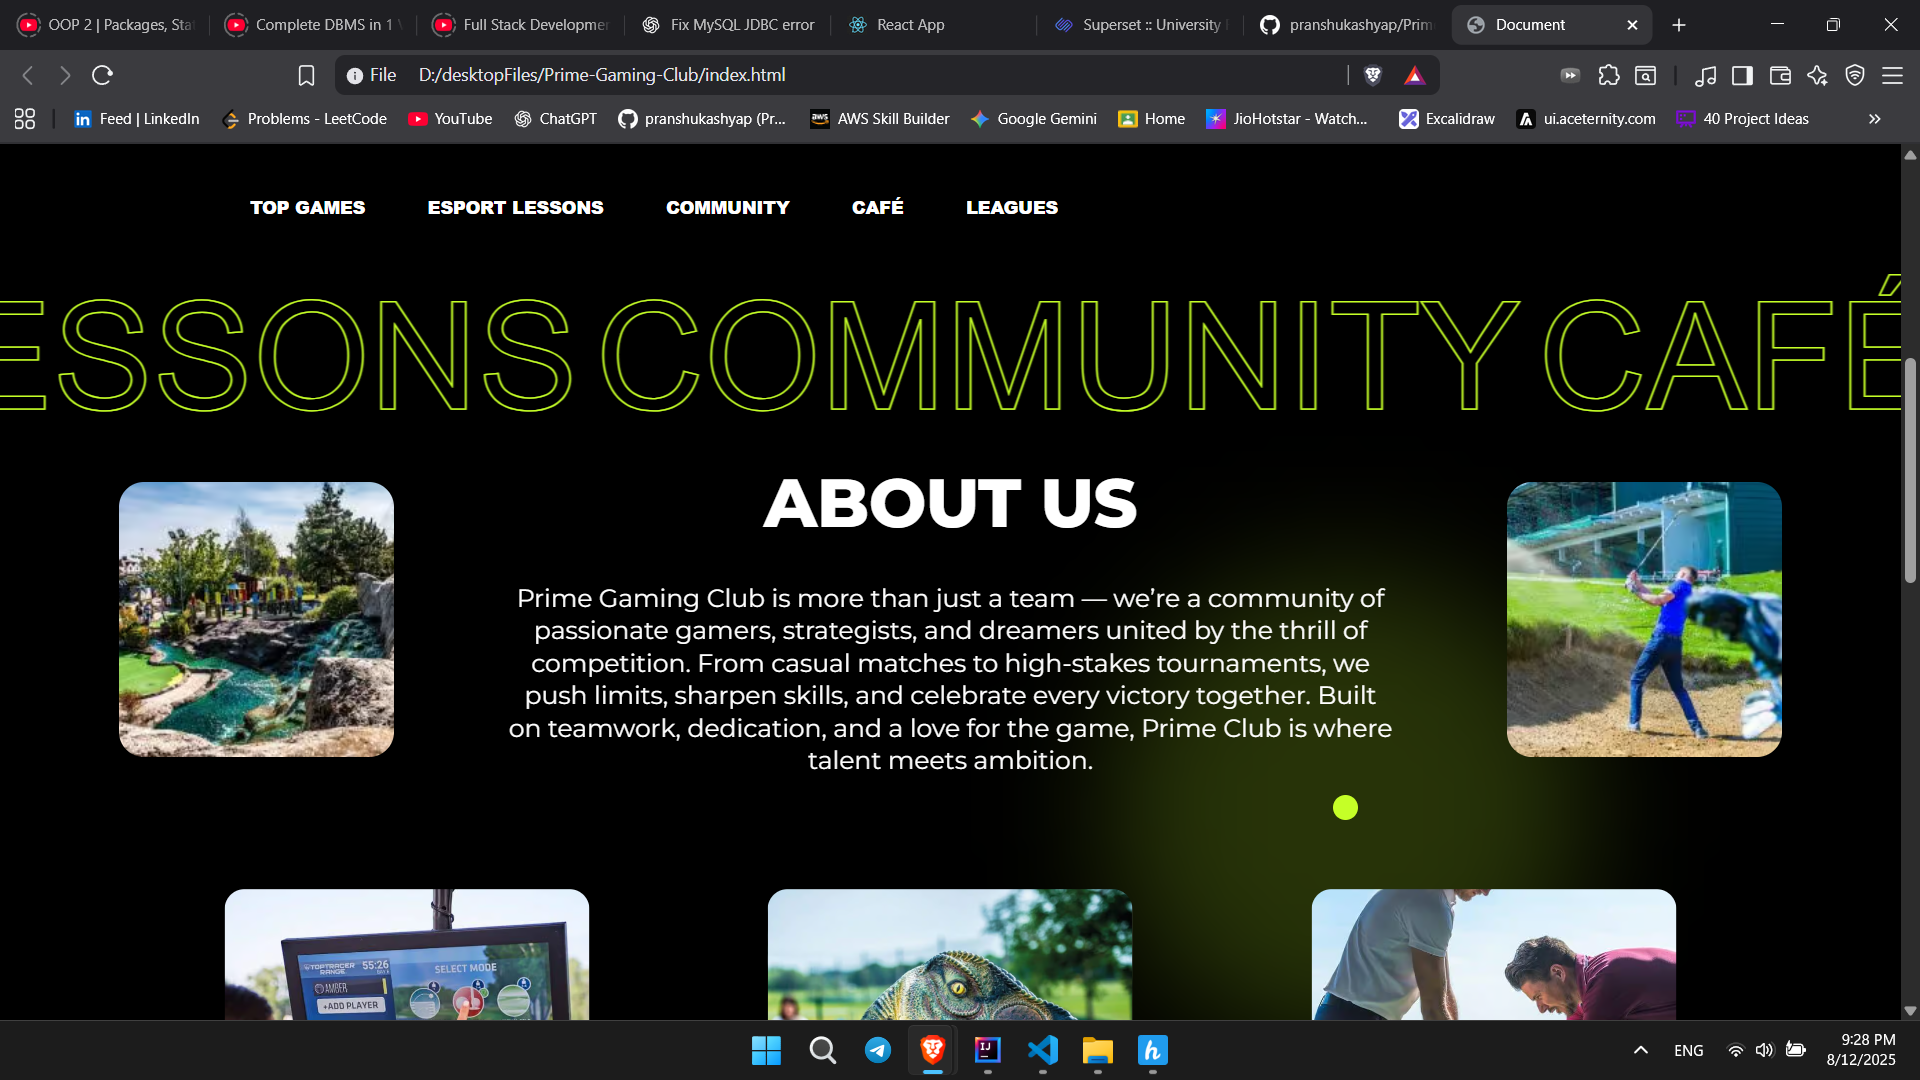 OOP 2 | Packages, Sta
Complete DBMS in 1
Full Stack Developmen
Fix MySQL JDBC error
React App
Superset :: University
pranshukashyap/Prim
Document
File
D:/desktopFiles/Prime-Gaming-Club/index.html
Feed | LinkedIn
Problems - LeetCode
YouTube
ChatGPT
pranshukashyap (Pr...
aws
AWS Skill Builder
Google Gemini
Home
JioHotstar - Watch...
Excalidraw
ui.aceternity.com
40 Project Ideas
TOP GAMES
ESPORT LESSONS
COMMUNITY
CAFÉ
LEAGUES
ESSONS COMMUNITY CAFÉ
ABOUT US
Prime Gaming Club is more than just a team — we’re a community of
passionate gamers, strategists, and dreamers united by the thrill of
competition. From casual matches to high-stakes tournaments, we
push limits, sharpen skills, and celebrate every victory together. Built
on teamwork, dedication, and a love for the game, Prime Club is where
talent meets ambition.
TOPTRACER
RANGE
55:26
SELECT MODE
AMBER
+ADD PLAYER
ENG
9:28 PM
8/12/2025